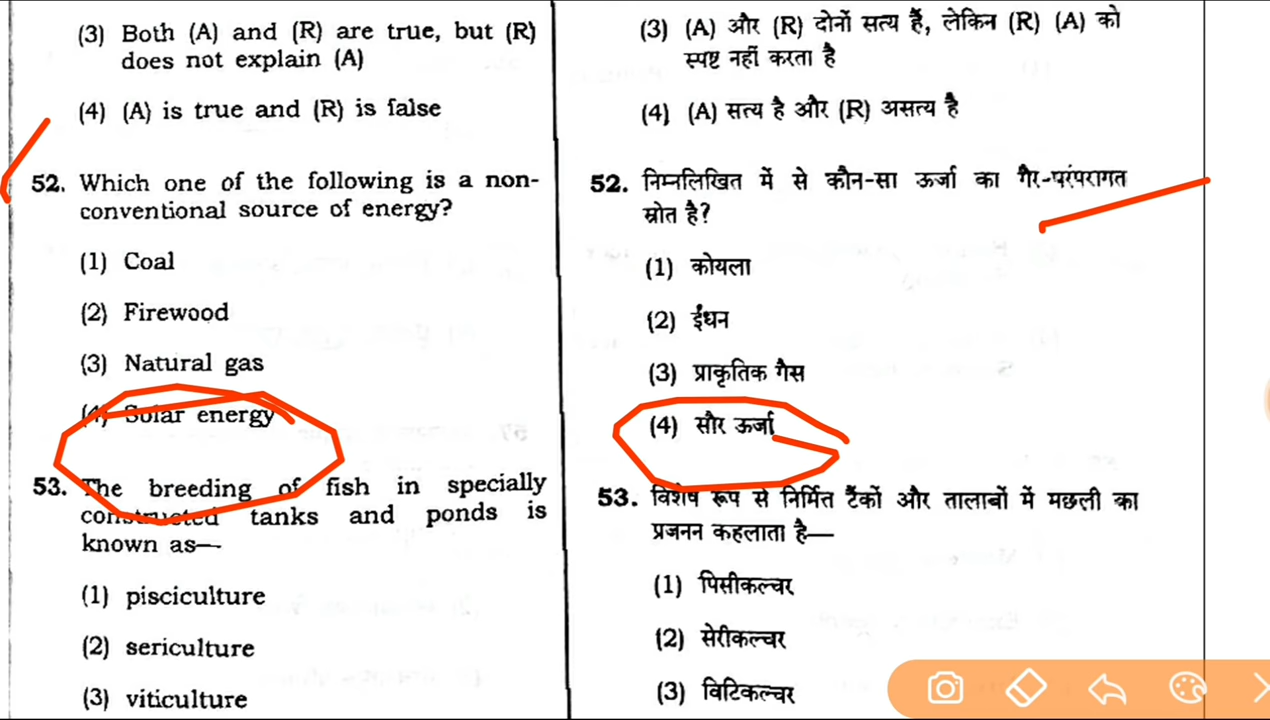 (3) Both (A) and (R) are true, but (R)
does not explain (A)
(4) (A) is true and (R) is false
52. Which one of the following is a non-
conventional source of energy?
(1) Coal
(2) Firewood
(3) Natural gas
(4) Solar energy
53. The breeding of fish in specially
constructed tanks and ponds is
known as—
(1) pisciculture
(2) sericulture
(3) viticulture
(3) (A) और (R) दोनों सत्य हैं, लेकिन (R) (A) को
स्पष्ट नहीं करता है
(4) (A) सत्य है और (R) असत्य है
52. निम्नलिखित में से कौन-सा ऊर्जा का गैर-परंपरागत
स्रोत है?
(1) कोयला
(2) ईंधन
(3) प्राकृतिक गैस
(4) सौर ऊर्जा
53. विशेष रूप से निर्मित टैंकों और तालाबों में मछली का
प्रजनन कहलाता है—
(1) पिसीकल्चर
(2) सेरीकल्चर
(3) विटिकल्चर